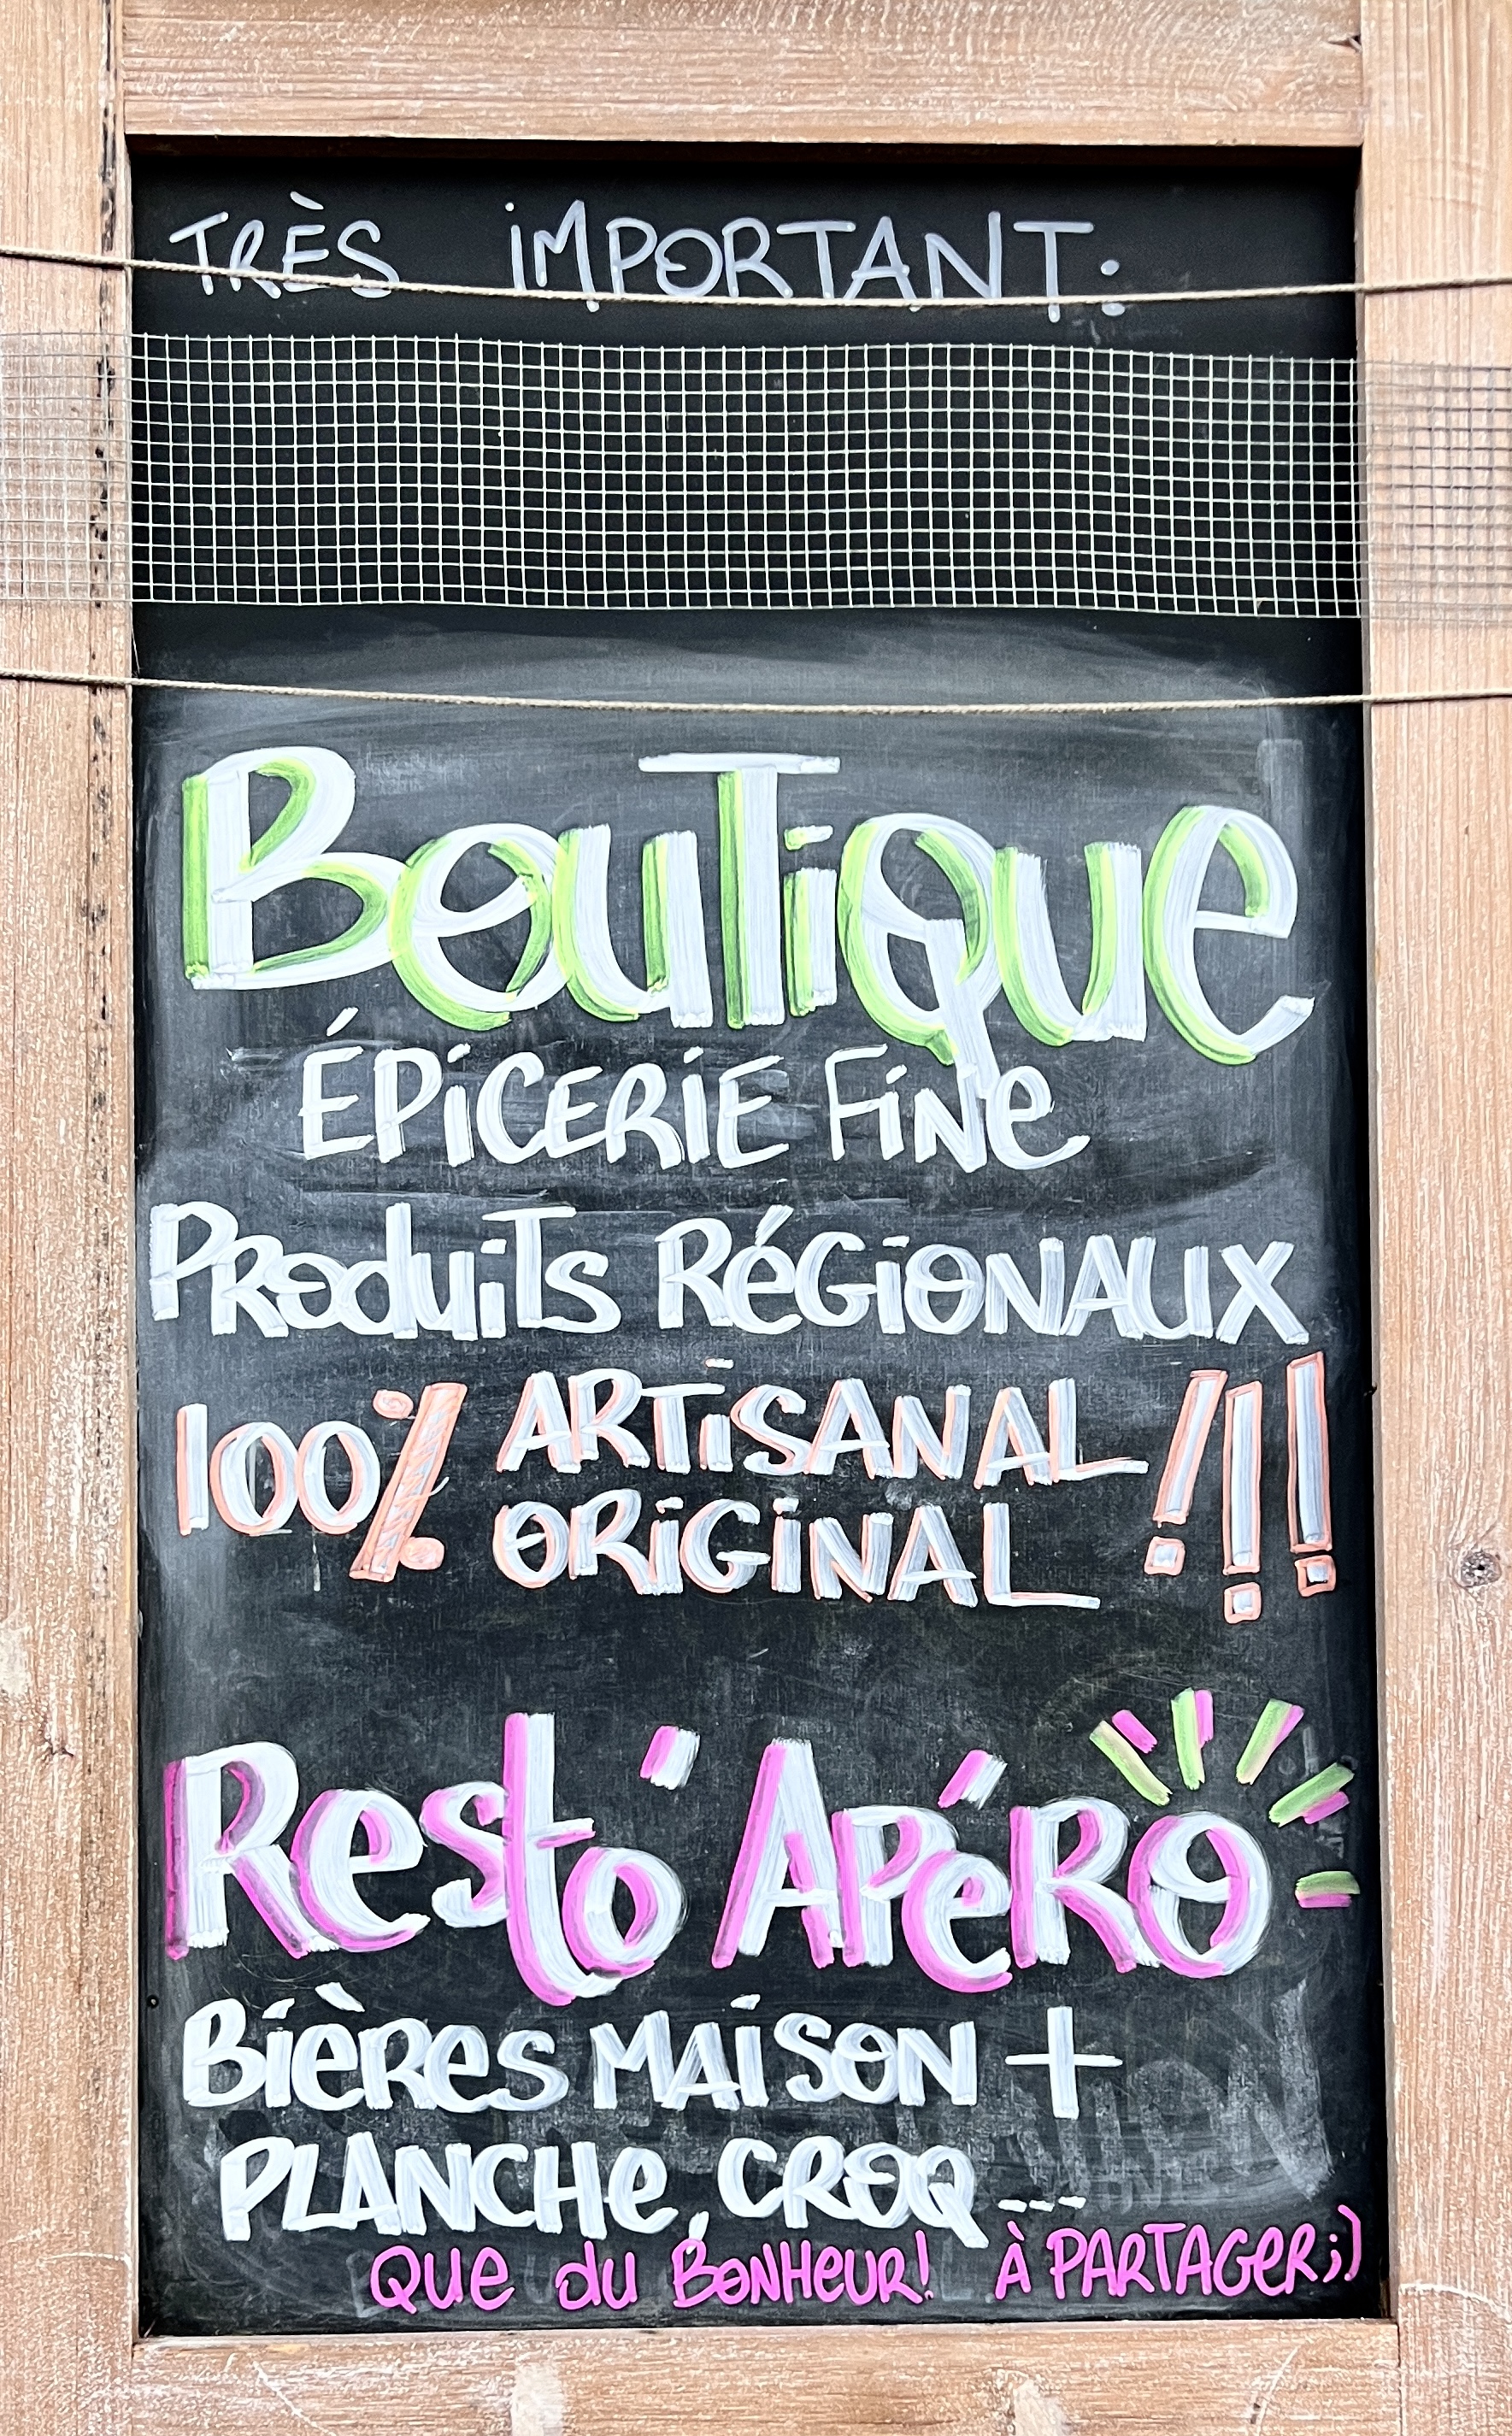 TRÈS IMPORTANT:
BouTique
ÉPICERIE FiNe
PRoduiTs RéGiONAUX
100% ARTISANAL
ORIGINAL !!!
Resto' APéRO
BièRes MAISON +
PLANCHe, CROQ ---
Que du BONHeUR! À PARTAGeR ;)